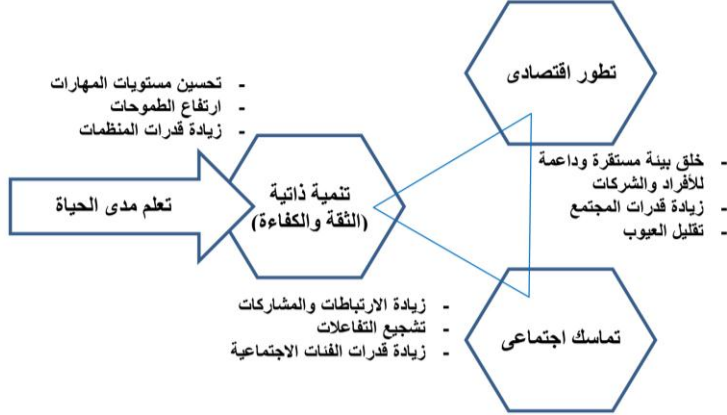 تطور اقتصادى
- تحسين مستويات المهارات
- ارتفاع الطموحات
- زيادة قدرات المنظمات
- خلق بيئة مستقرة وداعمة
للأفراد والشركات
- زيادة قدرات المجتمع
- تقليل العيوب
تعلم مدى الحياة
تنمية ذاتية
(الثقة والكفاءة)
- زيادة الارتباطات والمشاركات
- تشجيع التفاعلات
- زيادة قدرات الفئات الاجتماعية
تماسك اجتماعى